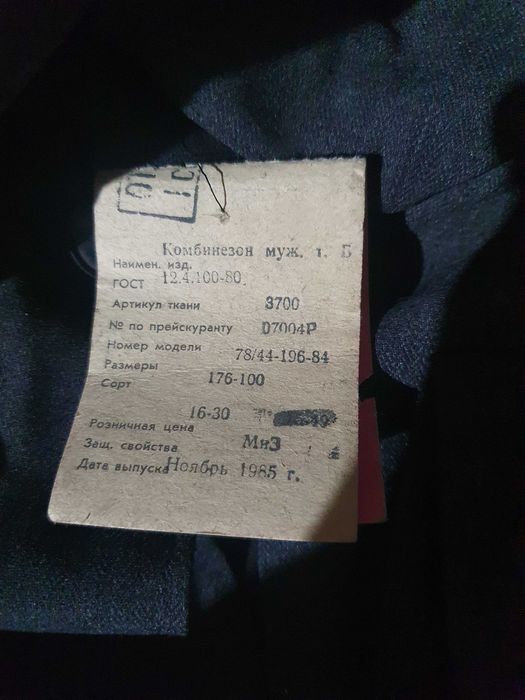 Комбинезон муж. т. Б
Наимен. изд.
ГОСТ 12.4.100-80.
Артикул ткани 3700
№ по прейскуранту 07004Р
Номер модели 78/44-196-84
Размеры 176-100
Сорт
Розничная цена 16-30
Защ. свойства МиЗ
Дата выпуска Ноябрь 1985 г.